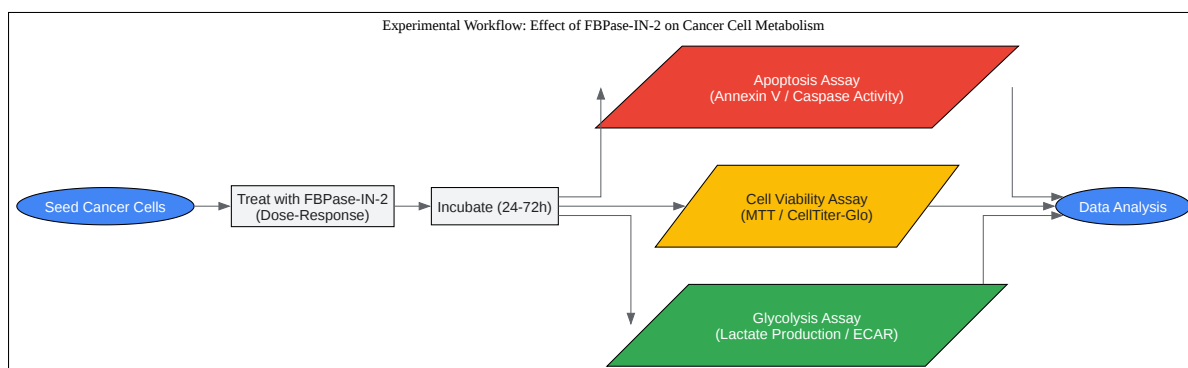 Experimental Workflow: Effect of FBPase-IN-2 on Cancer Cell Metabolism
Seed Cancer Cells
Treat with FBPase-IN-2
(Dose-Response)
Incubate (24-72h)
Apoptosis Assay
(Annexin V / Caspase Activity)
Cell Viability Assay
(MTT / CellTiter-Glo)
Glycolysis Assay
(Lactate Production / ECAR)
Data Analysis